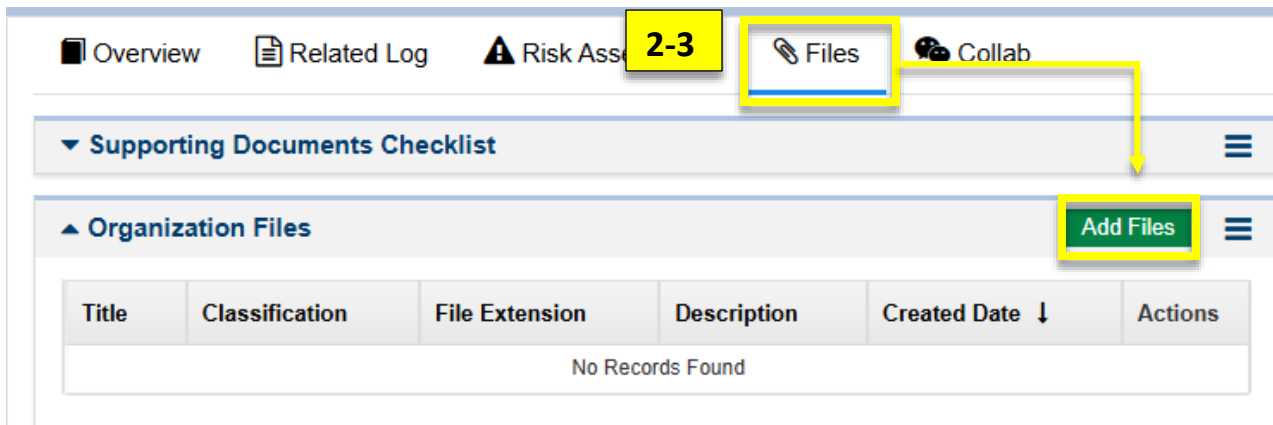 Overview Related Log Risk Asse 2-3 Files Collab
Supporting Documents Checklist
Organization Files Add Files
Title Classification File Extension Description Created Date ↓ Actions
No Records Found